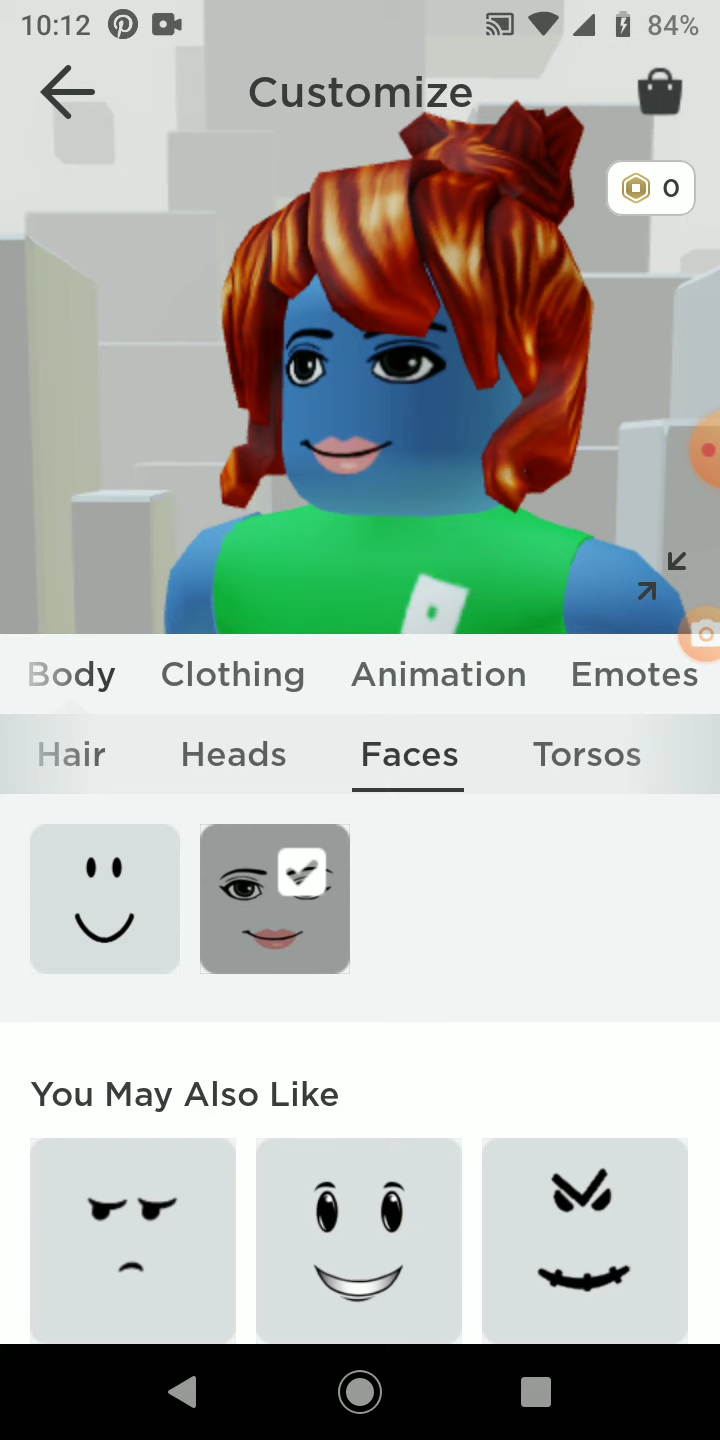 10:12 84%
Customize
0
Body Clothing Animation Emotes
Hair Heads Faces Torsos
You May Also Like